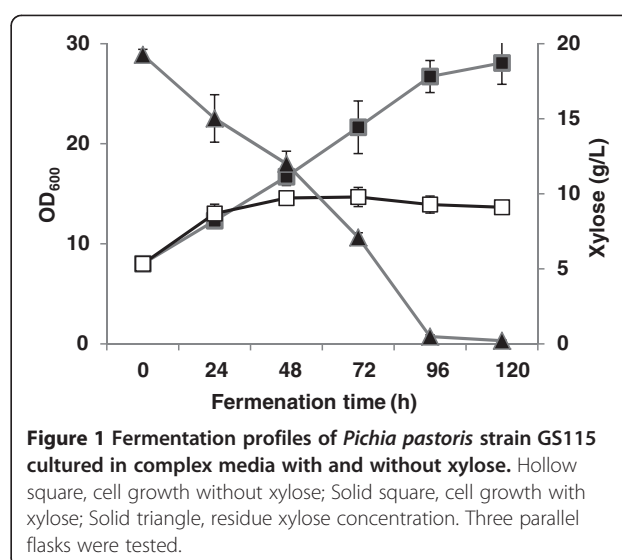 30
20
10
0
OD600
20
15
10
5
0
Xylose (g/L)
0 24 48 72 96 120
Fermenation time (h)
Figure 1 Fermentation profiles of Pichia pastoris strain GS115
cultured in complex media with and without xylose. Hollow
square, cell growth without xylose; Solid square, cell growth with
xylose; Solid triangle, residue xylose concentration. Three parallel
flasks were tested.